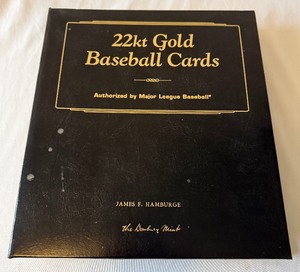 22kt Gold
Baseball Cards
Authorized by Major League Baseball®
JAMES F. HAMBURGE
The Danbury Mint